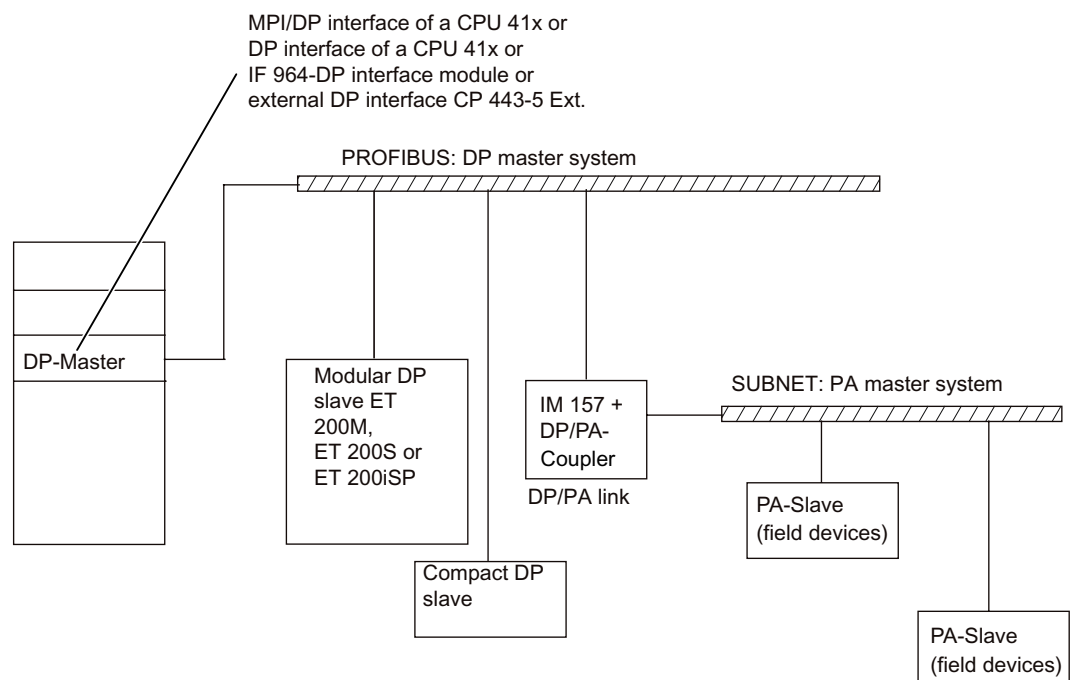 MPI/DP interface of a CPU 41x or
DP interface of a CPU 41x or
IF 964-DP interface module or
external DP interface CP 443-5 Ext.
PROFIBUS: DP master system
DP-Master
Modular DP
slave ET
200M,
ET 200S or
ET 200iSP
SUBNET: PA master system
IM 157 +
DP/PA-
Coupler
DP/PA link
PA-Slave
(field devices)
Compact DP
slave
PA-Slave
(field devices)